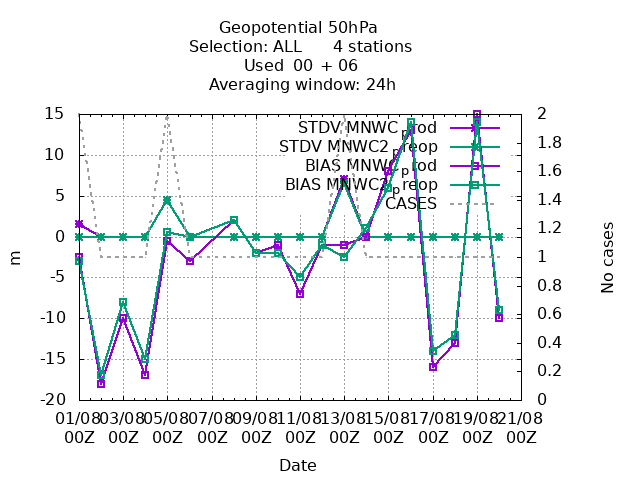 Geopotential 50hPa
Selection: ALL 4 stations
Used 00 + 06
Averaging window: 24h
STDV MNWC_prod
STDV MNWC2_preop
BIAS MNWC_prod
BIAS MNWC2_preop
CASES
m
15
10
5
0
-5
-10
-15
-20
No cases
2
1.8
1.6
1.4
1.2
1
0.8
0.6
0.4
0.2
0
01/08 03/08 05/08 07/08 09/08 11/08 13/08 15/08 17/08 19/08 21/08
00Z 00Z 00Z 00Z 00Z 00Z 00Z 00Z 00Z 00Z 00Z
Date